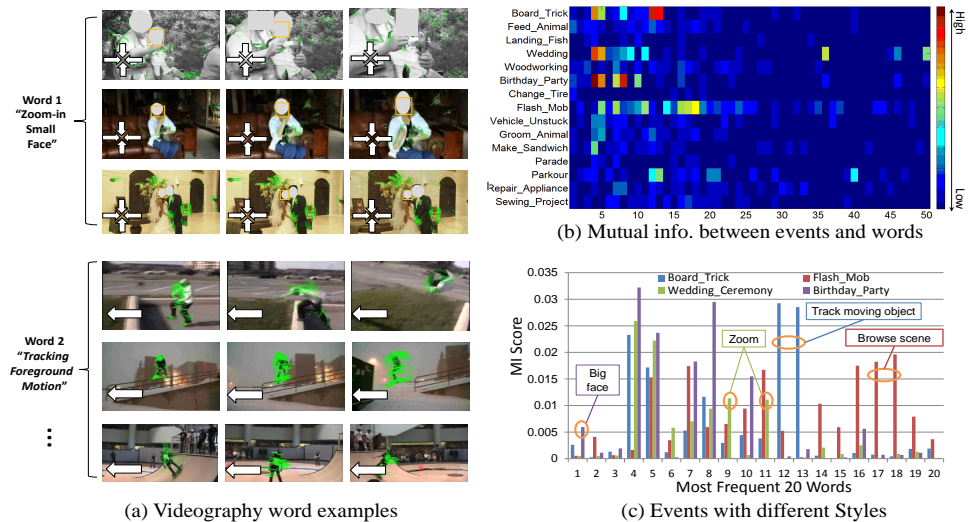 Word 1
“Zoom-in
Small
Face”
Word 2
“Tracking
Foreground
Motion”
...
(a) Videography word examples
Board_Trick
Feed_Animal
Landing_Fish
Wedding
Woodworking
Birthday_Party
Change_Tire
Flash_Mob
Vehicle_Unstuck
Groom_Animal
Make_Sandwich
Parade
Parkour
Repair_Appliance
Sewing_Project
5 10 15 20 25 30 35 40 45 50
High
Low
(b) Mutual info. between events and words
0.035
0.03
0.025
0.02
0.015
0.01
0.005
0
MI Score
Board_Trick
Flash_Mob
Wedding_Ceremony
Birthday_Party
Track moving object
Browse scene
Zoom
Big
face
1 2 3 4 5 6 7 8 9 10 11 12 13 14 15 16 17 18 19 20
Most Frequent 20 Words
(c) Events with different Styles